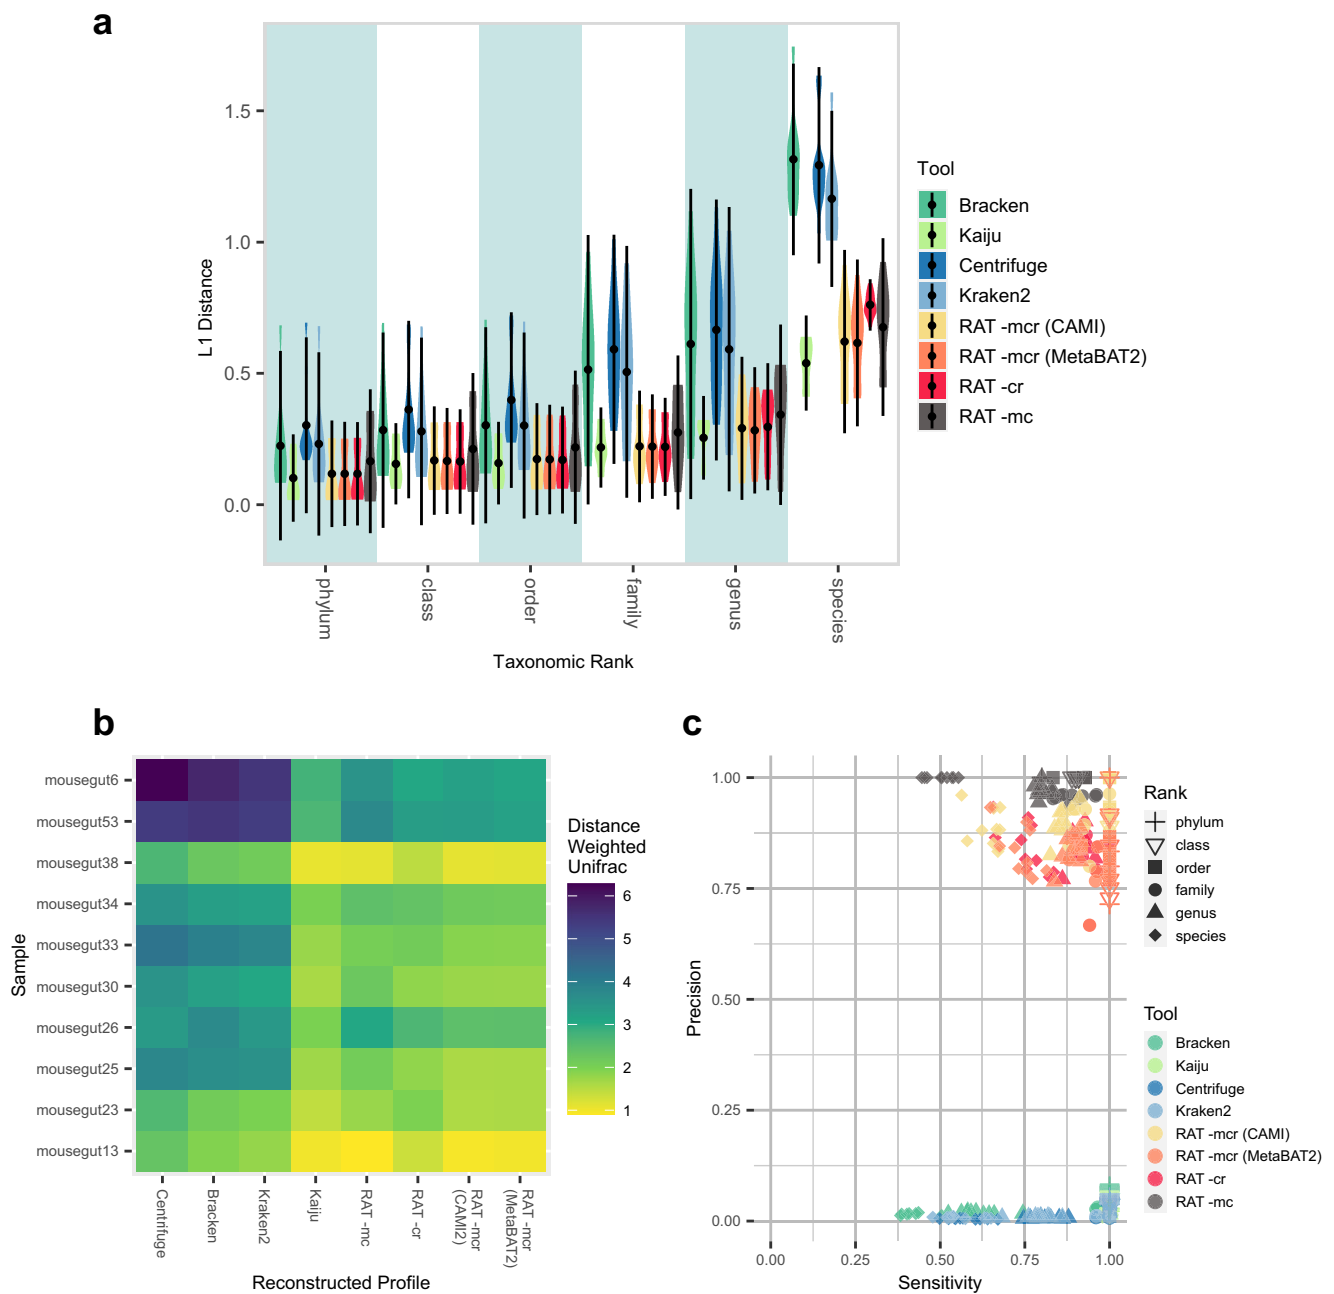 a
1.5
1.0
0.5
0.0
L1 Distance
phylum
class
order
family
genus
species
Taxonomic Rank
Tool
Bracken
Kaiju
Centrifuge
Kraken2
RAT -mcr (CAMI)
RAT -mcr (MetaBAT2)
RAT -cr
RAT -mc
b
mousegut6
mousegut53
mousegut38
mousegut34
mousegut33
mousegut30
mousegut26
mousegut25
mousegut23
mousegut13
Sample
Centrifuge
Bracken
Kraken2
Kaiju
RAT -mc
RAT -cr
RAT -mcr
(CAMI2)
RAT -mcr
(MetaBAT2)
Reconstructed Profile
Distance
Weighted
Unifrac
6
5
4
3
2
1
c
1.00
0.75
0.50
0.25
0.00
Precision
0.00
0.25
0.50
0.75
1.00
Sensitivity
Rank
phylum
class
order
family
genus
species
Tool
Bracken
Kaiju
Centrifuge
Kraken2
RAT -mcr (CAMI)
RAT -mcr (MetaBAT2)
RAT -cr
RAT -mc